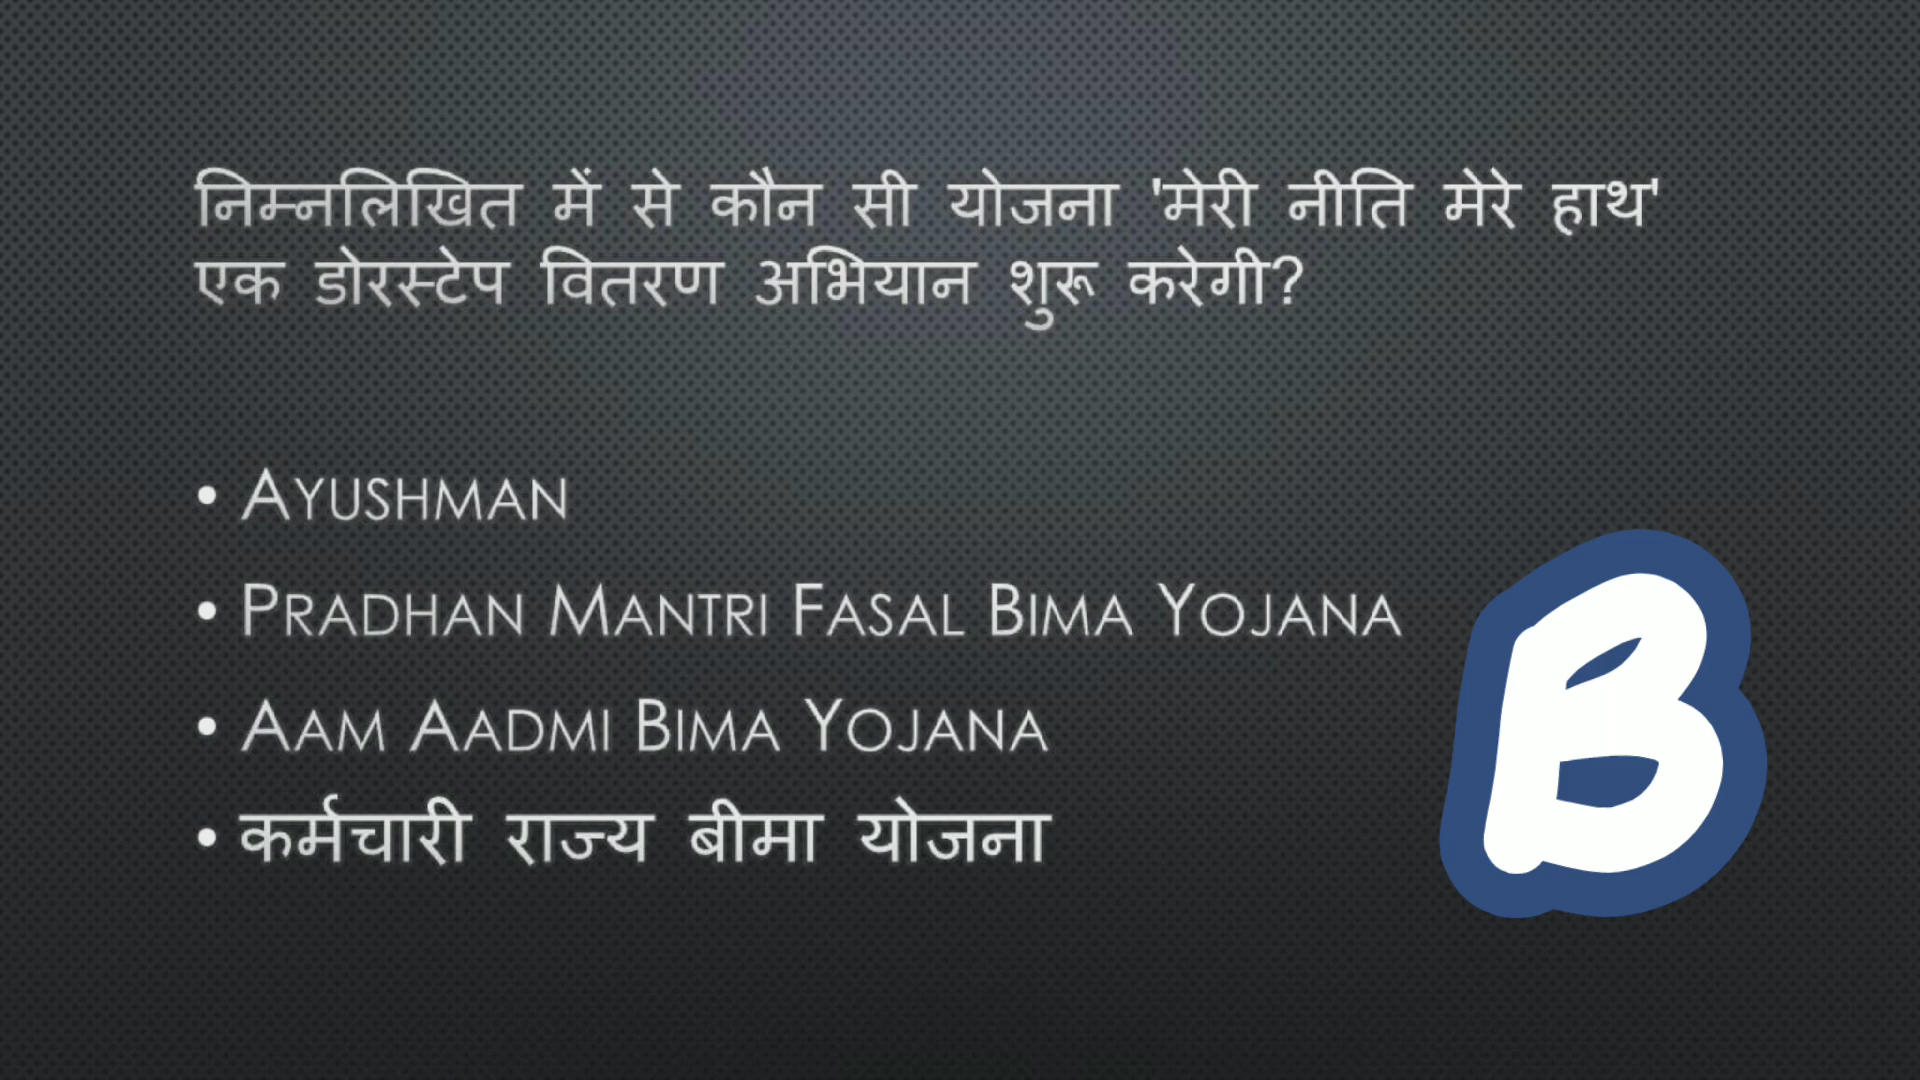 निम्नलिखित में से कौन सी योजना 'मेरी नीति मेरे हाथ'
एक डोरस्टेप वितरण अभियान शुरू करेगी?
• AYUSHMAN
• PRADHAN MANTRI FASAL BIMA YOJANA
• AAM AADMI BIMA YOJANA
• कर्मचारी राज्य बीमा योजना
B